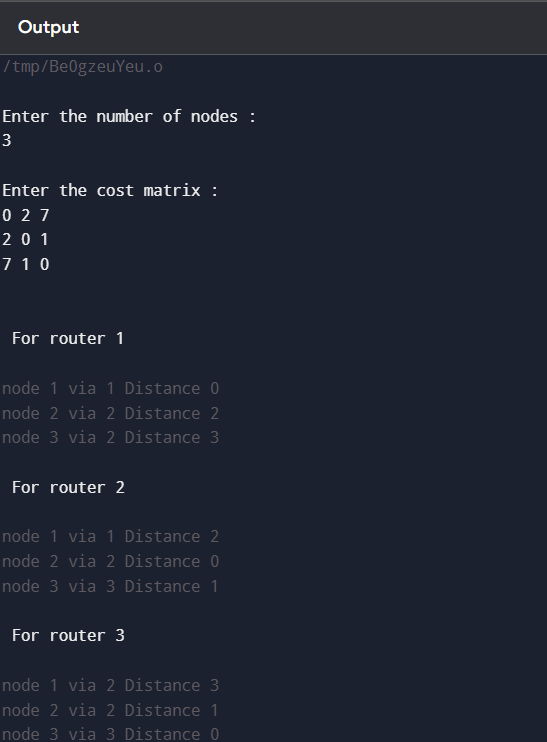 Output
/tmp/Be0gzeuYeu.o
Enter the number of nodes :
3
Enter the cost matrix :
0 2 7
2 0 1
7 1 0
For router 1
node 1 via 1 Distance 0
node 2 via 2 Distance 2
node 3 via 2 Distance 3
For router 2
node 1 via 1 Distance 2
node 2 via 2 Distance 0
node 3 via 3 Distance 1
For router 3
node 1 via 2 Distance 3
node 2 via 2 Distance 1
node 3 via 3 Distance 0